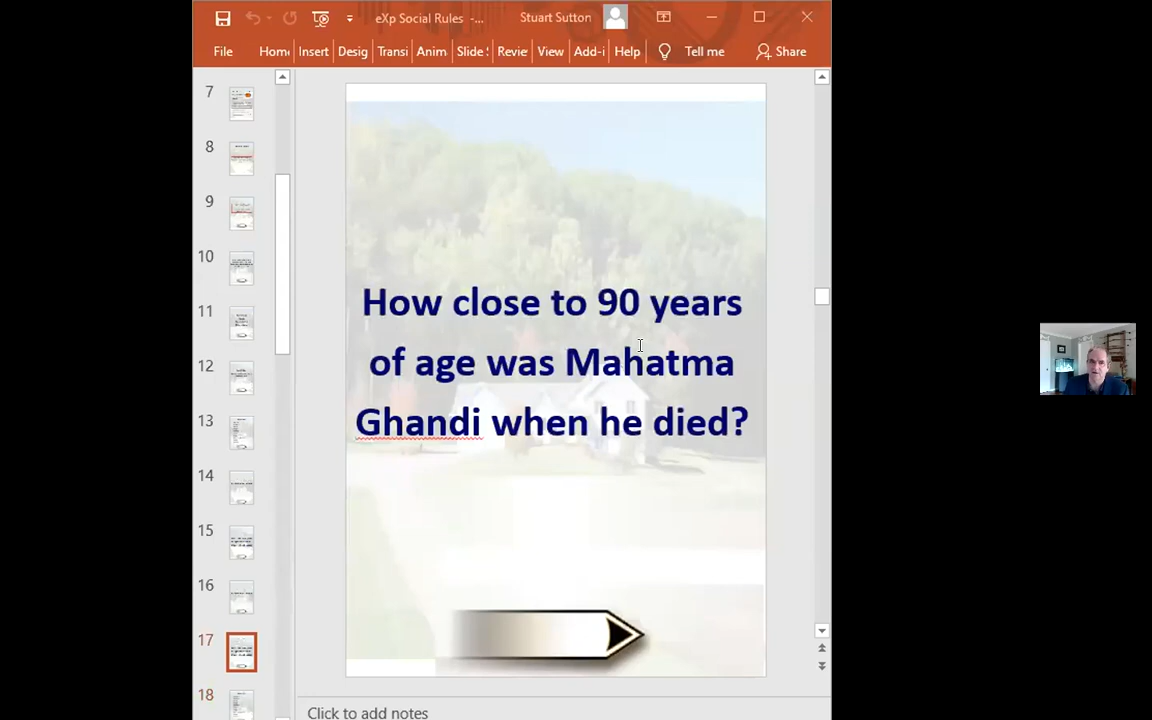 eXp Social Rules -... Stuart Sutton
File Home Insert Desig Transi Anim Slide Revie View Add-i Help Tell me Share
7
8
9
10
11
12
13
14
15
16
17
18
How close to 90 years
of age was Mahatma
Ghandi when he died?
Click to add notes